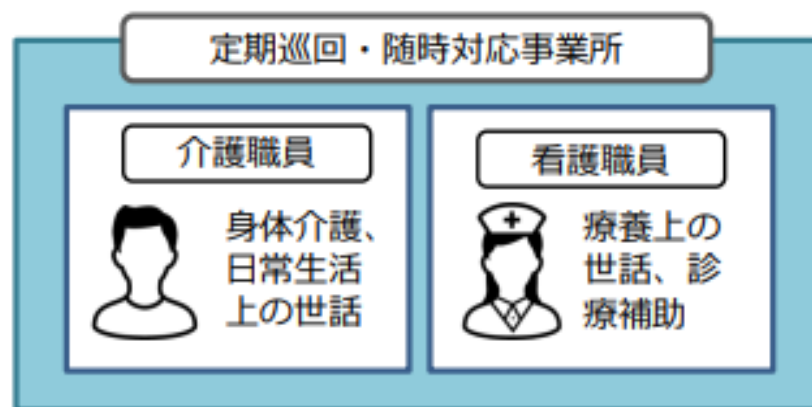 定期巡回・随時対応事業所
介護職員
身体介護、
日常生活
上の世話
看護職員
療養上の
世話、診
療補助